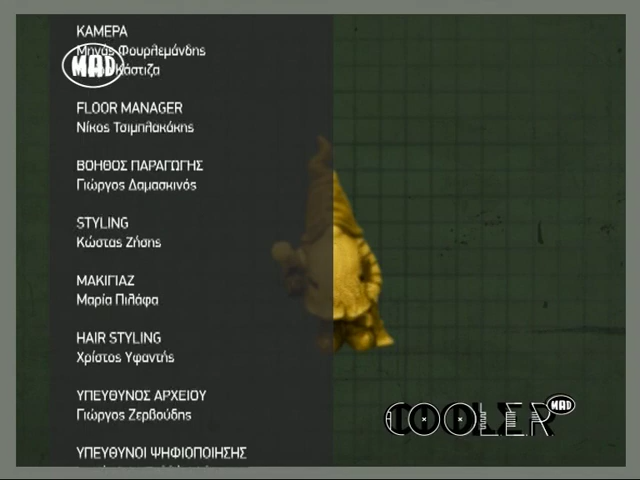 ΚΑΜΕΡΑ
Μηνάς Φουρλεμάνδης
Κάστιζα
MAD
FLOOR MANAGER
Νίκος Τσιμπλακάκης
ΒΟΗΘΟΣ ΠΑΡΑΓΩΓΗΣ
Γιώργος Δαμασκινός
STYLING
Κώστας Ζήσης
ΜΑΚΙΓΙΑΖ
Μαρία Πιλάφα
HAIR STYLING
Χρίστος Υφαντής
ΥΠΕΥΘΥΝΟΣ ΑΡΧΕΙΟΥ
Γιώργος Ζερβούδης
ΥΠΕΥΘΥΝΟΙ ΨΗΦΙΟΠΟΙΗΣΗΣ
COOLER
MAD